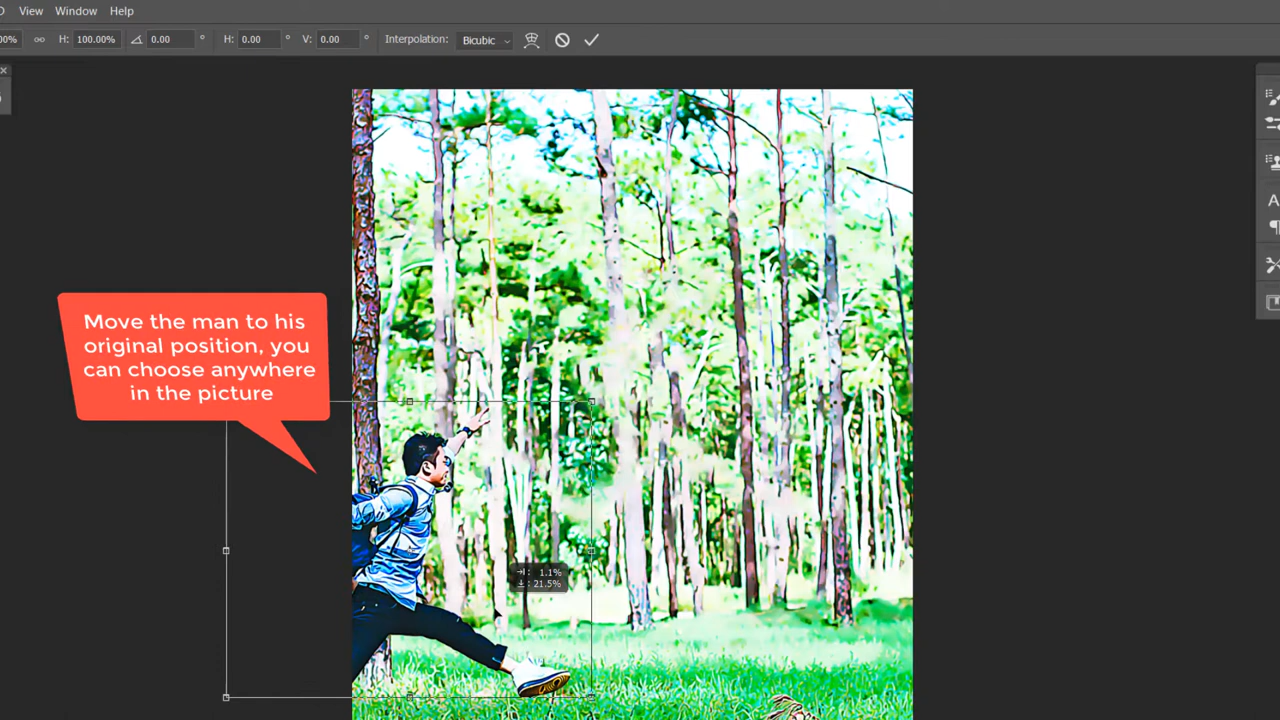 D View Window Help
00% H: 100.00% 0.00 ° H: 0.00 ° V: 0.00 ° Interpolation: Bicubic
Move the man to his
original position, you
can choose anywhere
in the picture
1.1%
21.5%
A